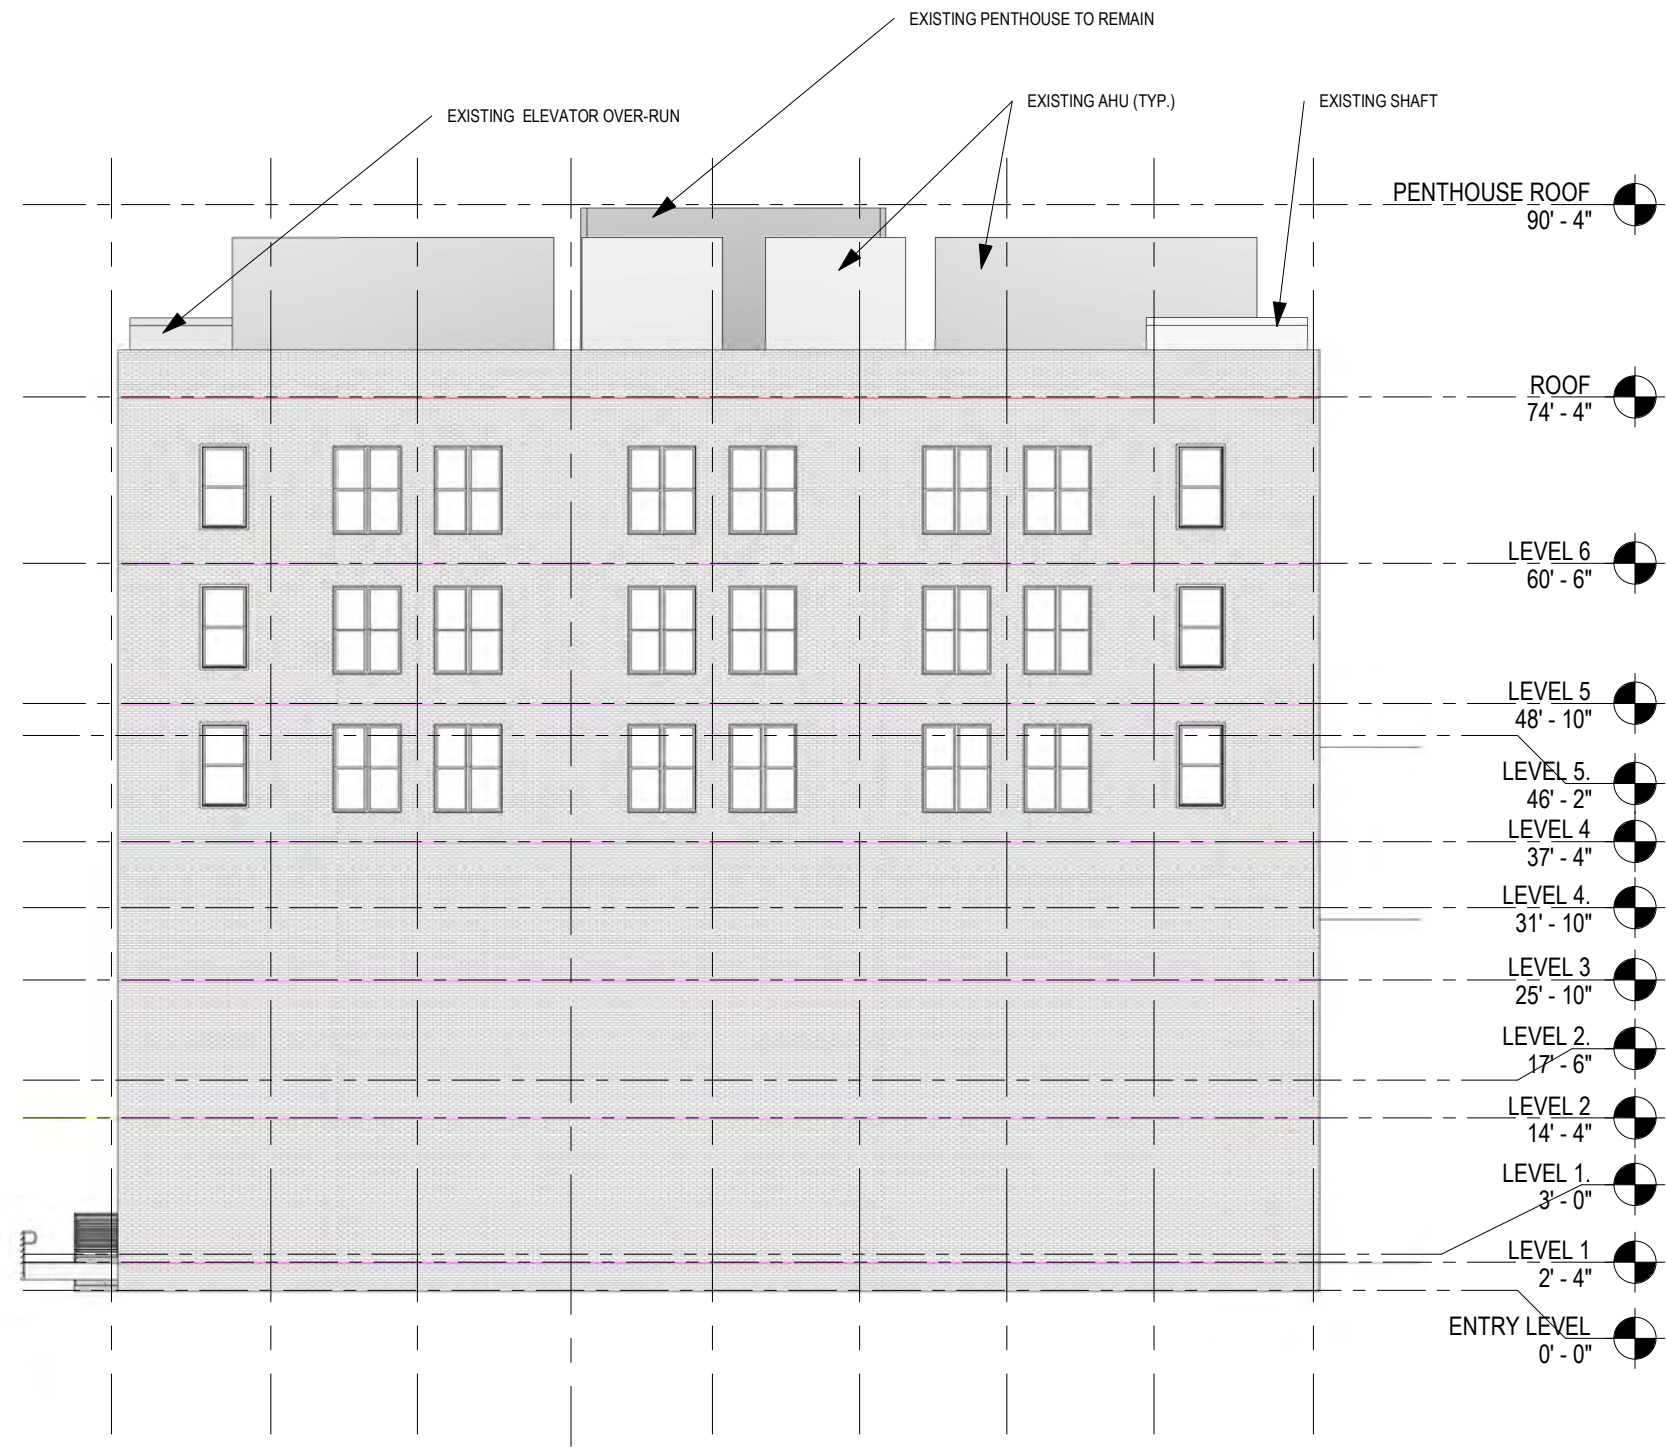 EXISTING PENTHOUSE TO REMAIN
EXISTING AHU (TYP.)
EXISTING SHAFT
EXISTING ELEVATOR OVER-RUN
PENTHOUSE ROOF
90' - 4"
ROOF
74' - 4"
LEVEL 6
60' - 6"
LEVEL 5
48' - 10"
LEVEL 5.
46' - 2"
LEVEL 4
37' - 4"
LEVEL 4.
31' - 10"
LEVEL 3
25' - 10"
LEVEL 2.
17' - 6"
LEVEL 2
14' - 4"
LEVEL 1.
3' - 0"
LEVEL 1
2' - 4"
ENTRY LEVEL
0' - 0"